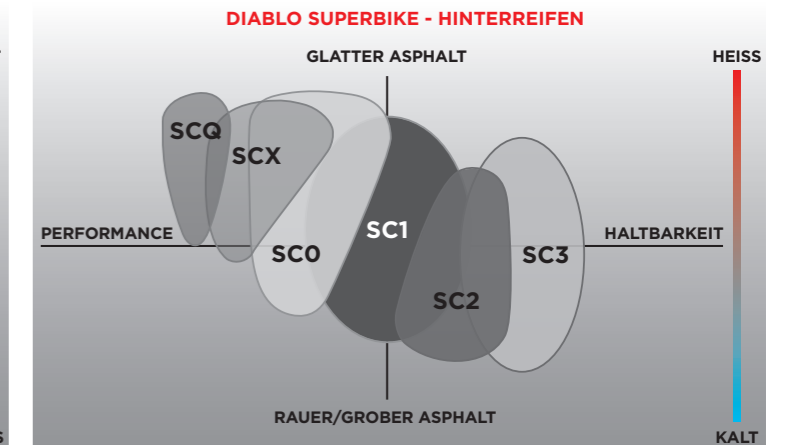 DIABLO SUPERBIKE - HINTERREIFEN
GLATTER ASPHALT
HEISS
SCQ
SCX
PERFORMANCE
SC1
HALTBARKEIT
SC0
SC3
SC2
RAUER/GROBER ASPHALT
KALT